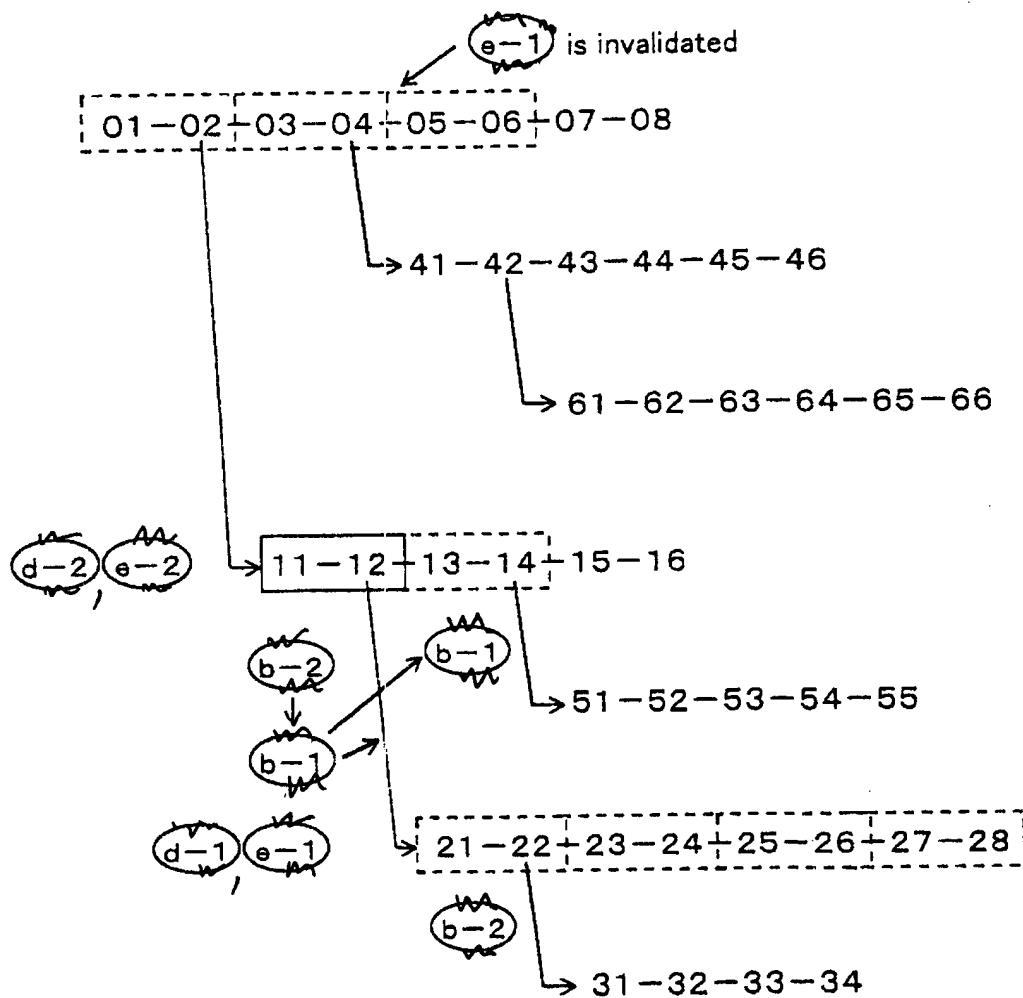 e-1 is invalidated
01-02-03-04-05-06-07-08
41-42-43-44-45-46
61-62-63-64-65-66
d-2, e-2 11-12-13-14-15-16
b-2 b-1
51-52-53-54-55
b-1
d-1, e-1 21-22-23-24-25-26-27-28
b-2
31-32-33-34